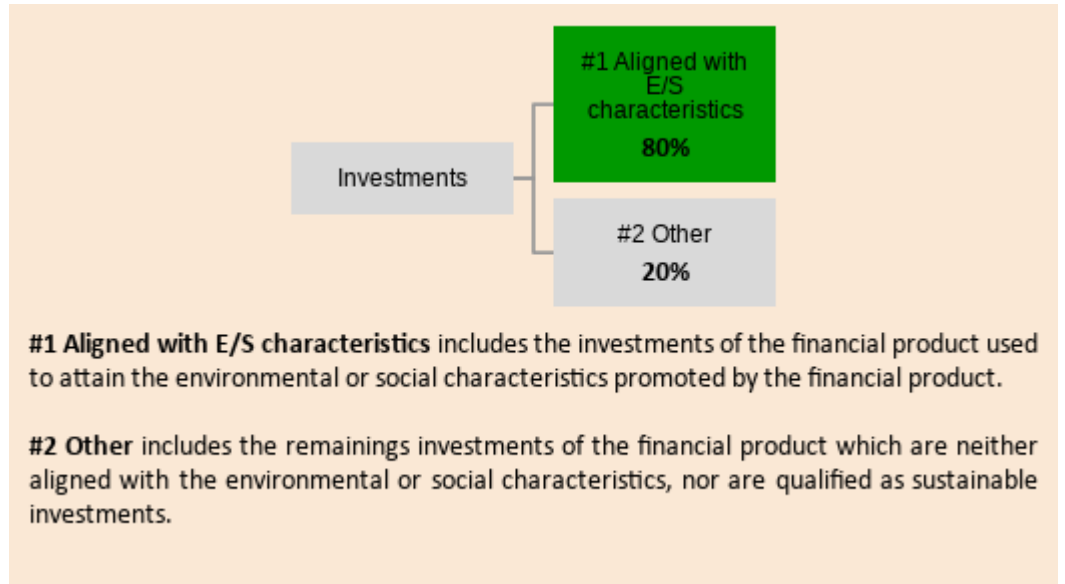 #1 Aligned with
E/S
characteristics
80%
Investments
#2 Other
20%
#1 Aligned with E/S characteristics includes the investments of the financial product used
to attain the environmental or social characteristics promoted by the financial product.
#2 Other includes the remainings investments of the financial product which are neither
aligned with the environmental or social characteristics, nor are qualified as sustainable
investments.